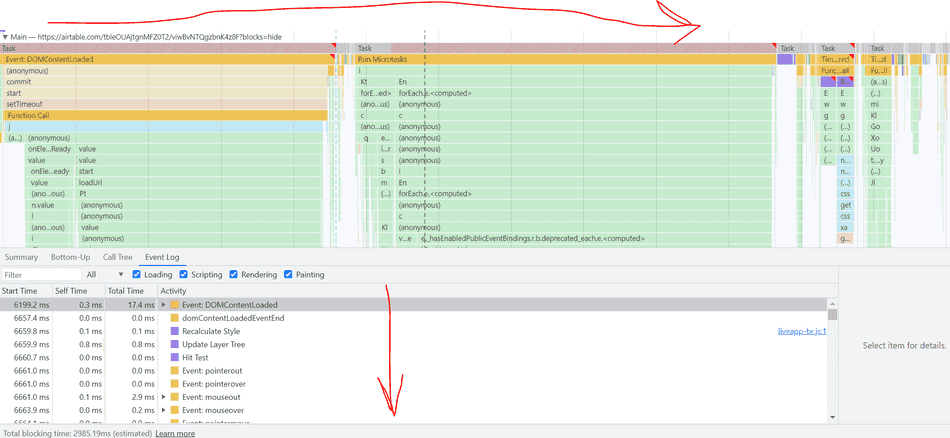 ▼ Main — https://airtable.com/tbleOUAjtgnMFZ0T2/viwBvNTQgzbnK4z8F?blocks=hide
Task Task Task Task Task
Event: DOMContentLoaded Run Microtasks Tim...red Ti...d
(anonymous) i Func...all Fu...ll
commit Kt En (a...s)
start forE...ed> forEach.e.<computed> E E (...)
setTimeout (ano...us) (anonymous) w w mi
Function Call c c g g Kl
j (ano...us) (anonymous) (... (... Go
(a...) (anonymous) q e... (anonymous) (... (... Xo
onEle...Ready value i...r (anonymous) (... (... Uo
value value s (anonymous) (... n... t....y
onEle...eady start b i n... (...)
value loadUrl m En (... Jl
(ano...ous) Pt (...) forEach.e.<computed> css
n.value (anonymous) (anonymous) get
l (anonymous) c css
(ano...ous) value Kl (anonymous) xa
i (anonymous) v...e e._hasEnabledPublicEventBindings.r.b.deprecated_each.e.<computed> g...
Summary Bottom-Up Call Tree Event Log
Filter All ▼ Loading Scripting Rendering Painting
Start Time Self Time Total Time Activity
6199.2 ms 0.3 ms 17.4 ms Event: DOMContentLoaded
6657.4 ms 0.0 ms 0.0 ms domContentLoadedEventEnd
6659.8 ms 0.1 ms 0.1 ms Recalculate Style liveapp-br.js:1
6659.9 ms 0.8 ms 0.8 ms Update Layer Tree
6660.7 ms 0.0 ms 0.0 ms Hit Test
6661.0 ms 0.0 ms 0.0 ms Event: pointerout
6661.0 ms 0.0 ms 0.0 ms Event: pointerover
6661.0 ms 0.1 ms 2.9 ms Event: mouseout
6663.9 ms 0.0 ms 0.2 ms Event: mouseover
6664.1 ms 0.0 ms 0.0 ms Event: pointermove
Select item for details.
Total blocking time: 2985.19ms (estimated) Learn more